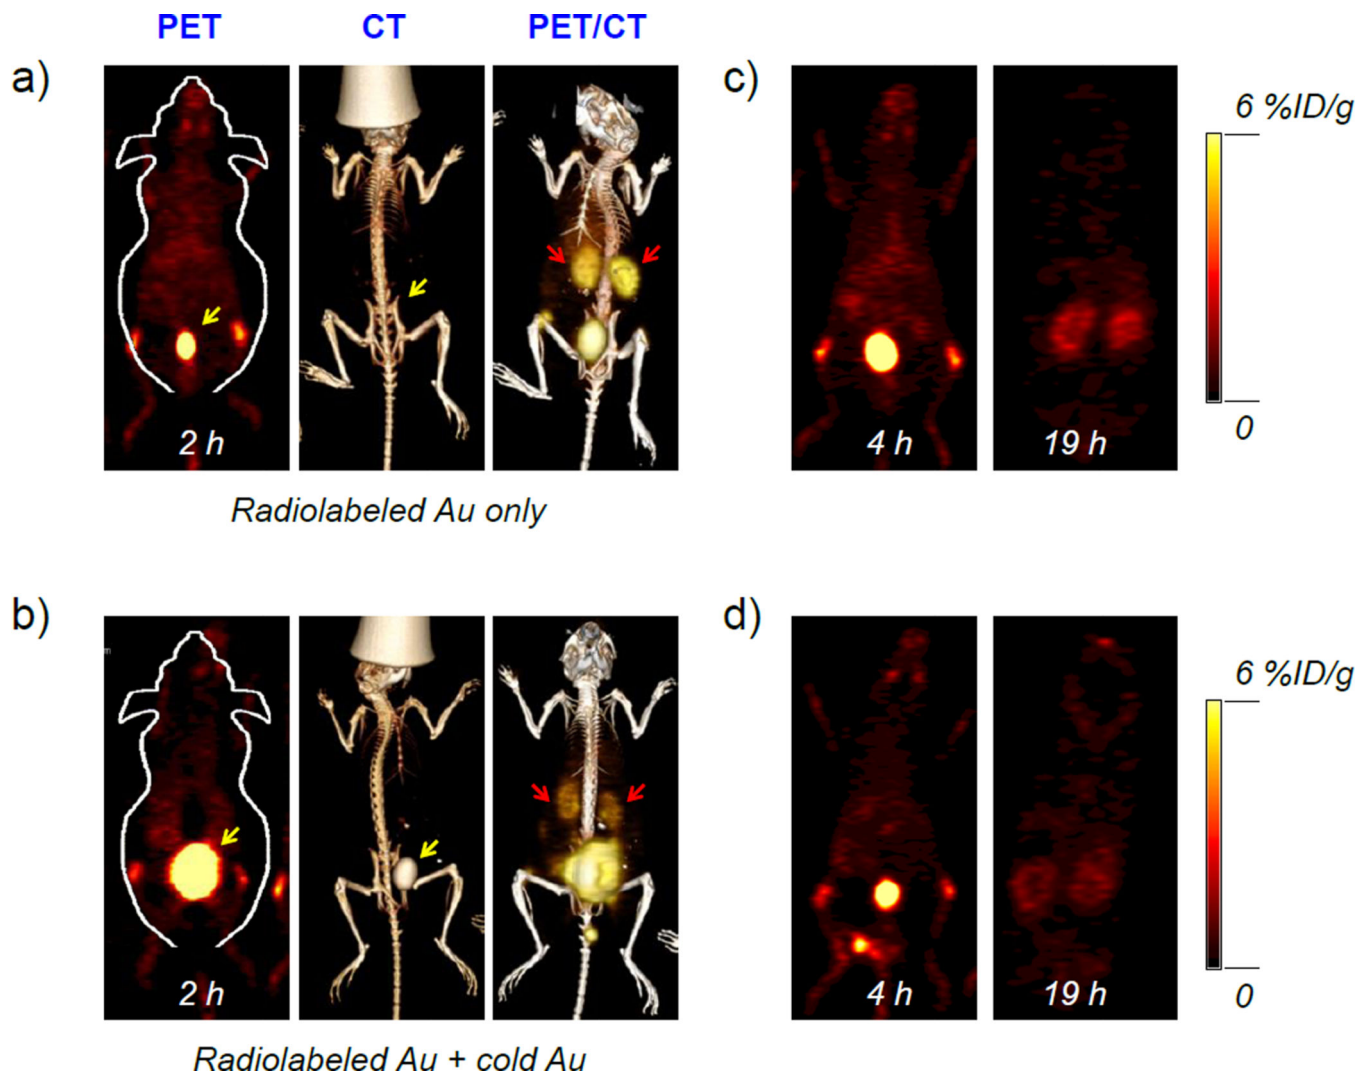 PET CT PET/CT
a)
2 h
Radiolabeled Au only
c)
4 h 19 h
6 %ID/g
0
b)
2 h
Radiolabeled Au + cold Au
d)
4 h 19 h
6 %ID/g
0